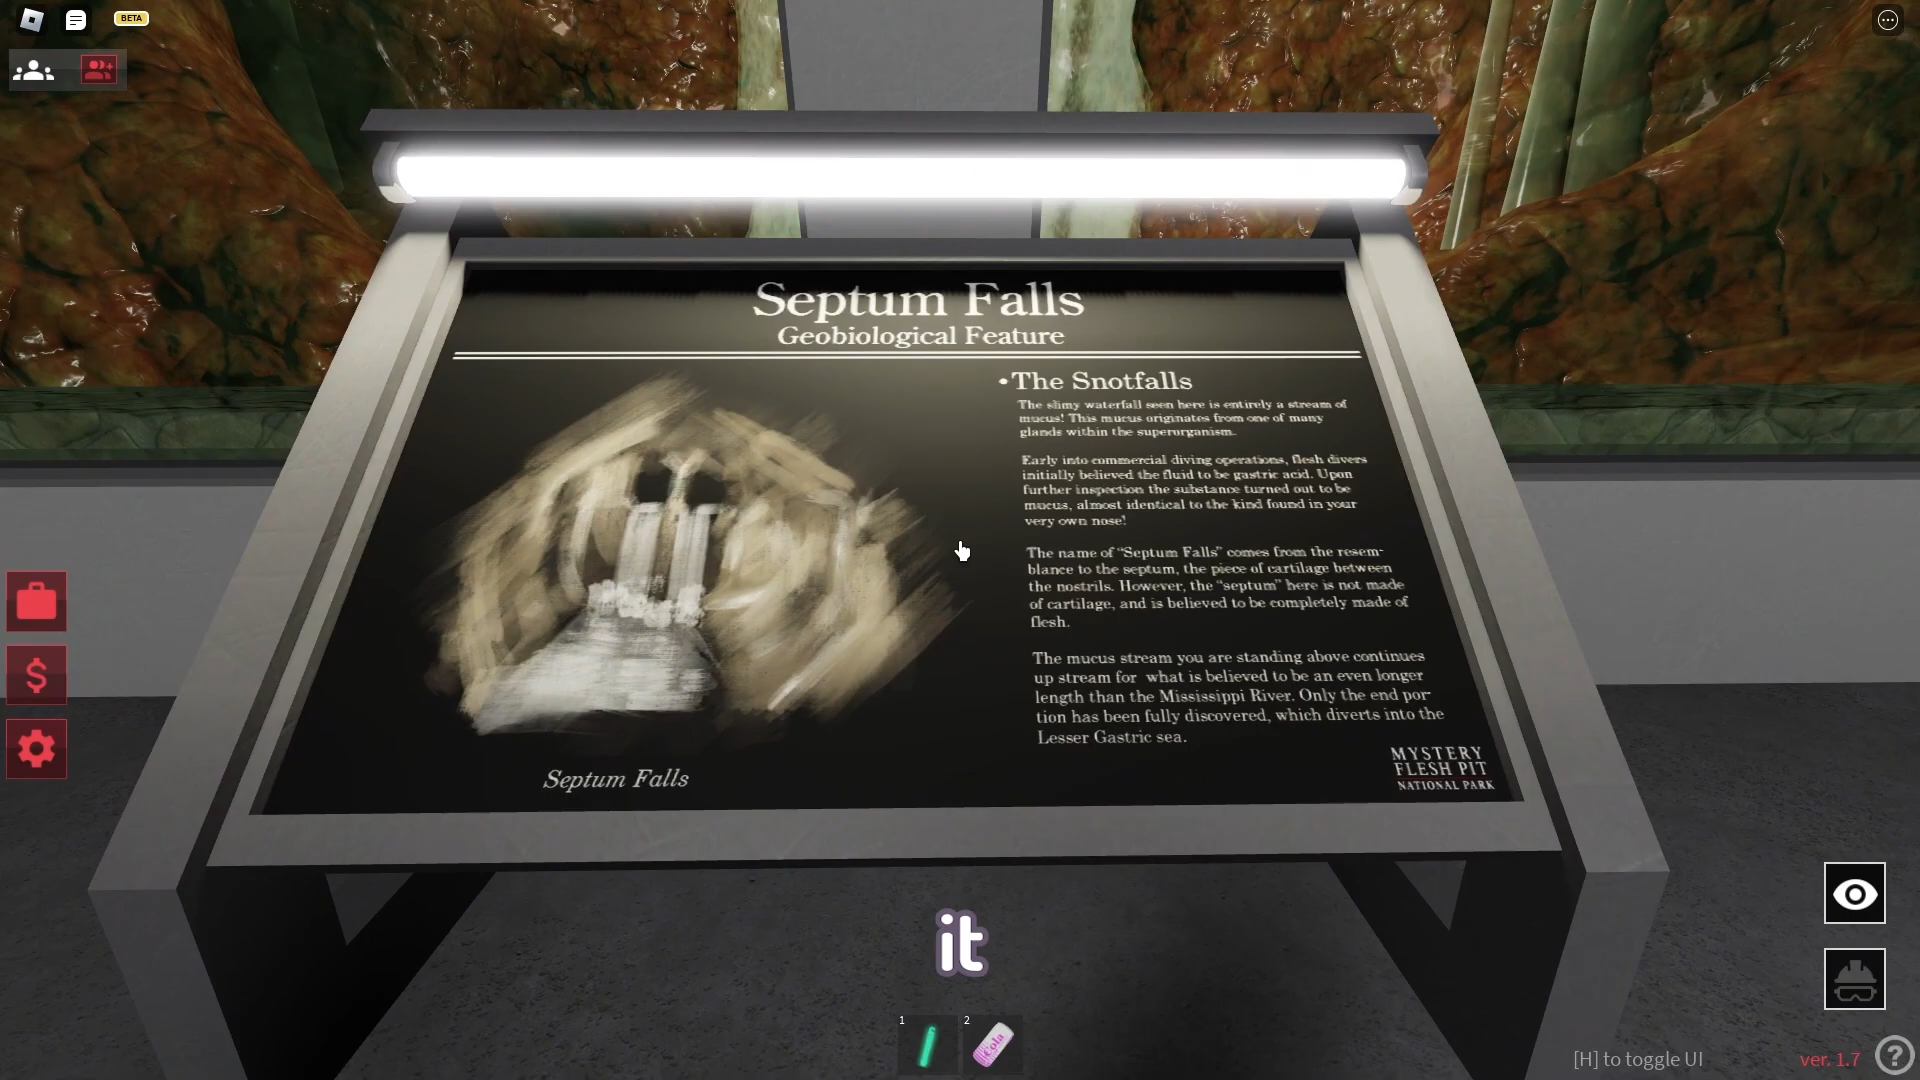 BETA
Septum Falls
Geobiological Feature
•The Snotfalls
The slimy waterfall seen here is entirely a stream of
mucus! This mucus originates from one of many
glands within the superorganism.
Early into commercial diving operations, flesh divers
initially believed the fluid to be gastric acid. Upon
further inspection the substance turned out to be
mucus, almost identical to the kind found in your
very own nose!
The name of "Septum Falls" comes from the resem-
blance to the septum, the piece of cartilage between
the nostrils. However, the "septum" here is not made
of cartilage, and is believed to be completely made of
flesh.
The mucus stream you are standing above continues
up stream for what is believed to be an even longer
length than the Mississippi River. Only the end por-
tion has been fully discovered, which diverts into the
Lesser Gastric sea.
Septum Falls
MYSTERY
FLESH PIT
NATIONAL PARK
it
1
2
Cola
[H] to toggle UI
ver. 1.7
?